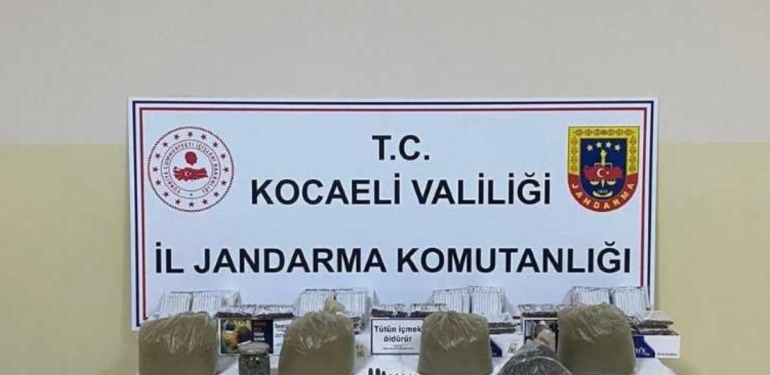 T.C.
KOCAELİ VALİLİĞİ
İL JANDARMA KOMUTANLIĞI
JANDARMA
Tütün içmek
öldürür